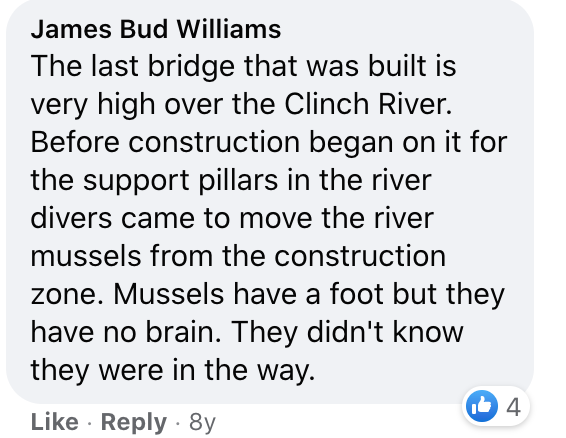 James Bud Williams
The last bridge that was built is
very high over the Clinch River.
Before construction began on it for
the support pillars in the river
divers came to move the river
mussels from the construction
zone. Mussels have a foot but they
have no brain. They didn't know
they were in the way.
4
Like · Reply · 8y